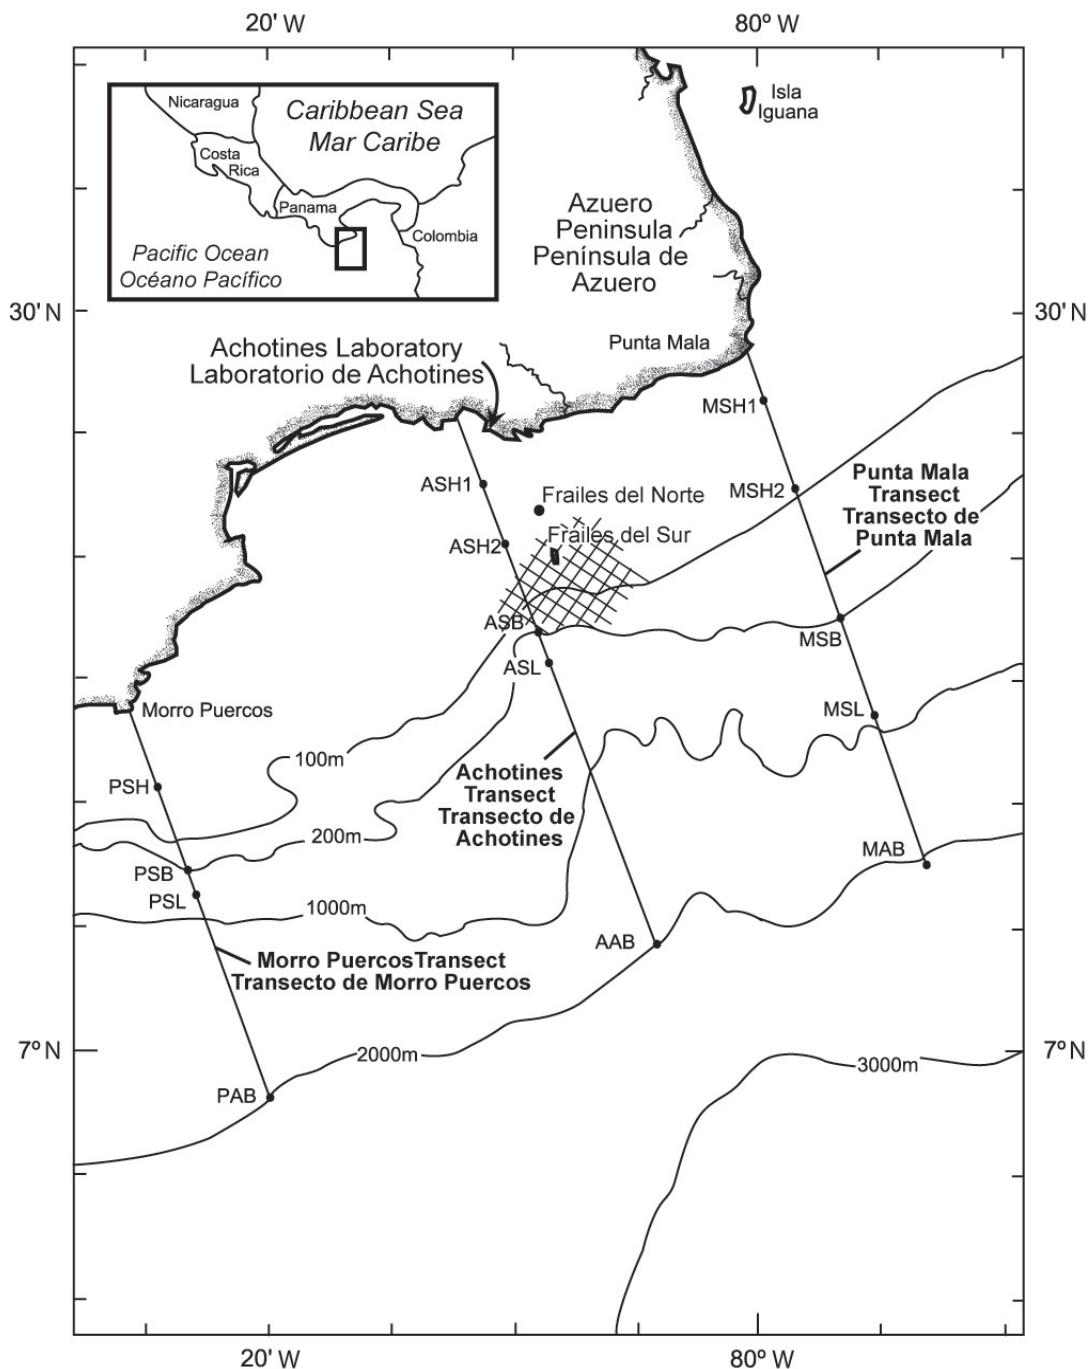 20' W
80º W
Nicaragua
Caribbean Sea
Mar Caribe
Costa
Rica
Panama
Colombia
Pacific Ocean
Océano Pacífico
Isla
Iguana
Azuero
Peninsula
Península de
Azuero
30' N
30' N
Punta Mala
Achotines Laboratory
Laboratorio de Achotines
MSH1
ASH1
MSH2
Frailes del Norte
Punta Mala
Transect
Transecto de
Punta Mala
Frailes del Sur
ASH2
ASB
MSB
ASL
Morro Puercos
MSL
100m
PSH
Achotines
Transect
Transecto de
Achotines
200m
MAB
PSB
PSL
1000m
AAB
Morro PuercosTransect
Transecto de Morro Puercos
7º N
7º N
2000m
3000m
PAB
20' W
80º W